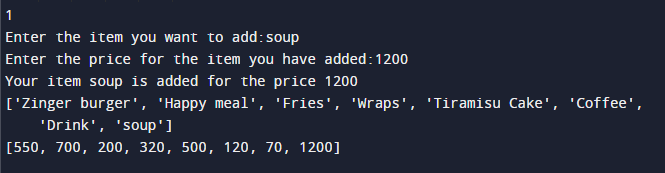 1
Enter the item you want to add:soup
Enter the price for the item you have added:1200
Your item soup is added for the price 1200
['Zinger burger', 'Happy meal', 'Fries', 'Wraps', 'Tiramisu Cake', 'Coffee',
'Drink', 'soup']
[550, 700, 200, 320, 500, 120, 70, 1200]